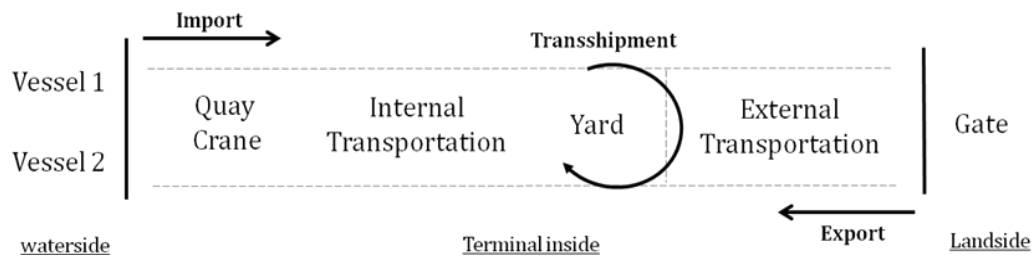 Import
Transshipment
Vessel 1
Vessel 2
Quay
Crane
Internal
Transportation
Yard
External
Transportation
Gate
Export
waterside
Terminal inside
Landside